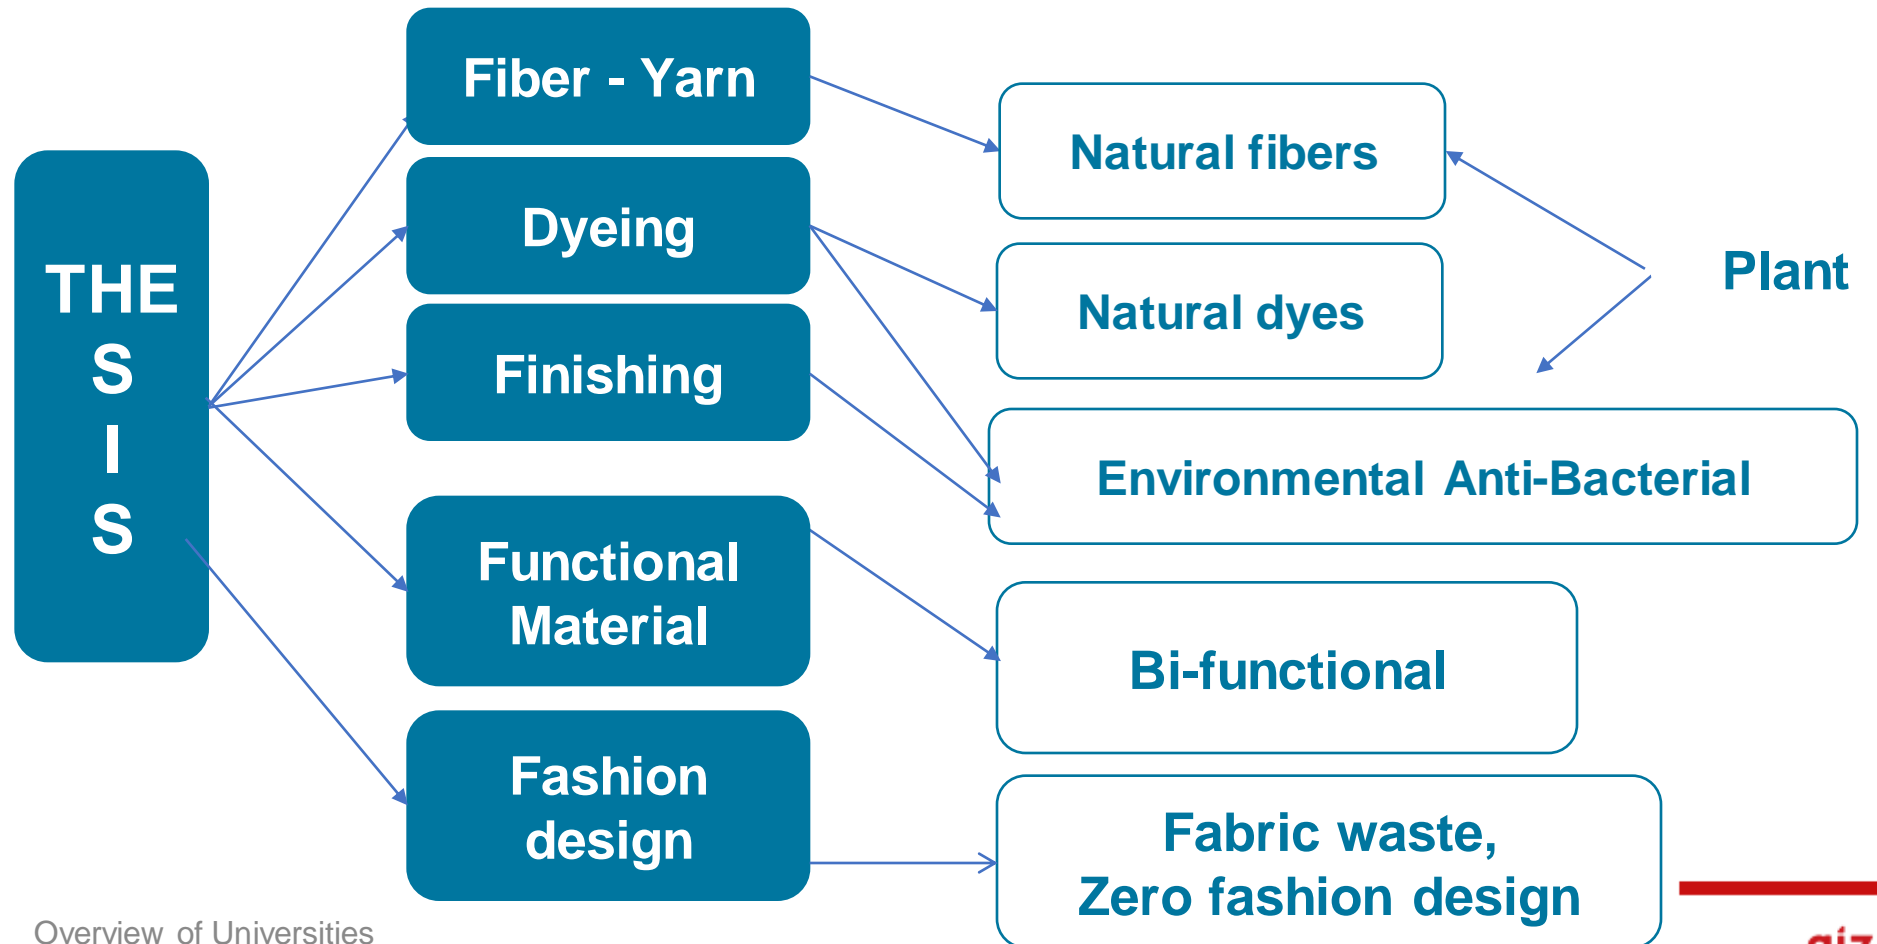 THE
S
I
S
Fiber - Yarn
Dyeing
Finishing
Functional
Material
Fashion
design
Natural fibers
Natural dyes
Environmental Anti-Bacterial
Bi-functional
Fabric waste,
Zero fashion design
Plant
Overview of Universities
giz